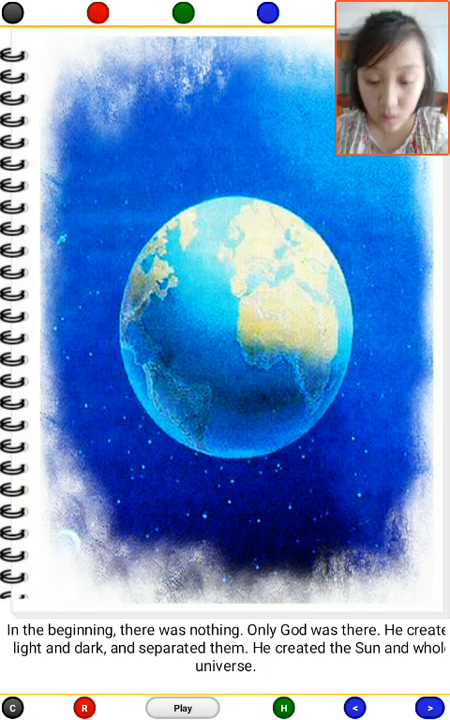 In the beginning, there was nothing. Only God was there. He create
light and dark, and separated them. He created the Sun and whol
universe.
C R Play H < >